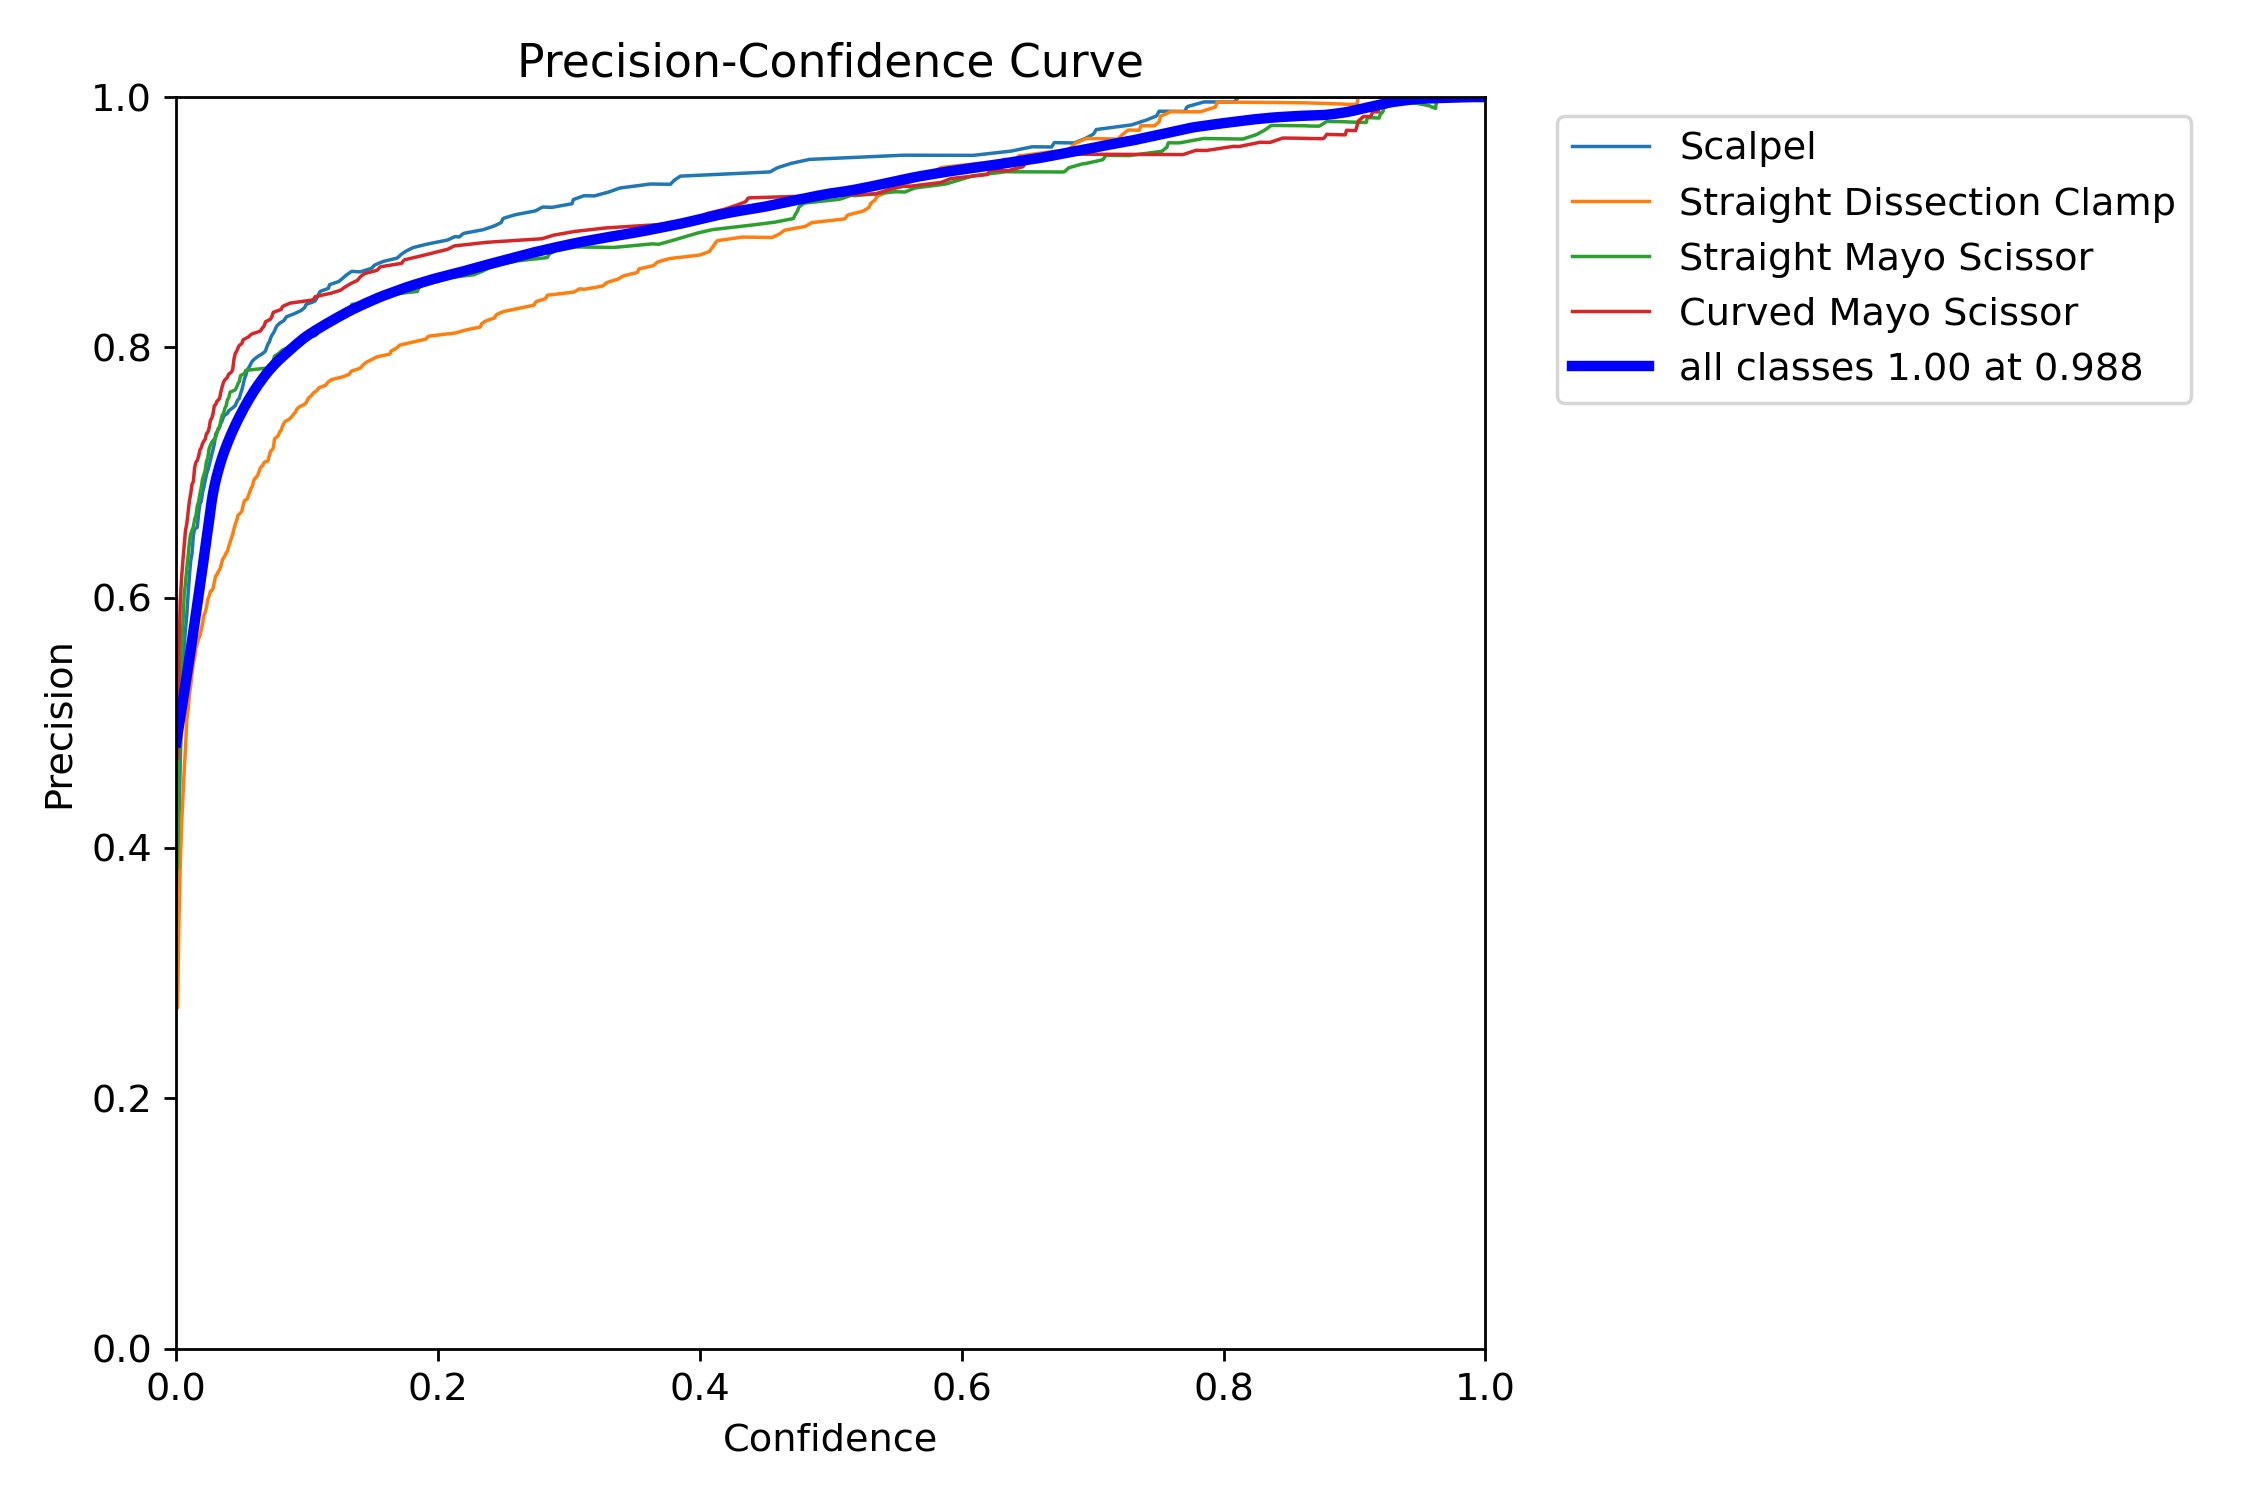 Precision-Confidence Curve
1.0
0.8
0.6
0.4
0.2
0.0
Precision
0.0 0.2 0.4 0.6 0.8 1.0
Confidence
Scalpel
Straight Dissection Clamp
Straight Mayo Scissor
Curved Mayo Scissor
all classes 1.00 at 0.988